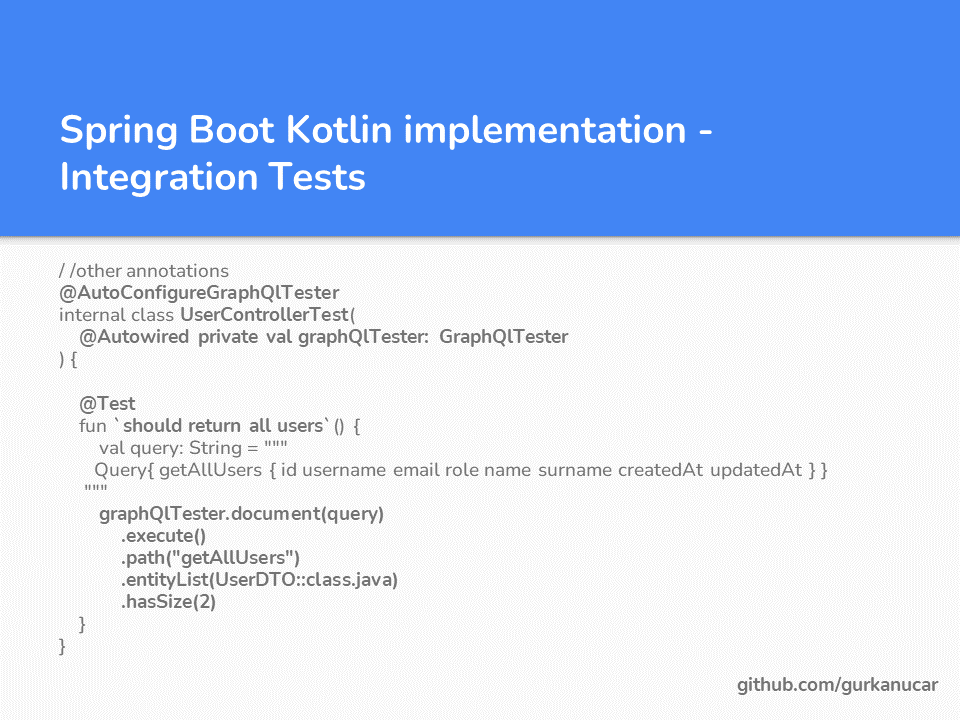 Spring Boot Kotlin implementation -
Integration Tests
/ /other annotations
@AutoConfigureGraphQlTester
internal class UserControllerTest(
@Autowired private val graphQlTester: GraphQlTester
) {
@Test
fun `should return all users`() {
val query: String = """
Query{ getAllUsers { id username email role name surname createdAt updatedAt } }
"""
graphQlTester.document(query)
.execute()
.path("getAllUsers")
.entityList(UserDTO::class.java)
.hasSize(2)
}
}
github.com/gurkanucar